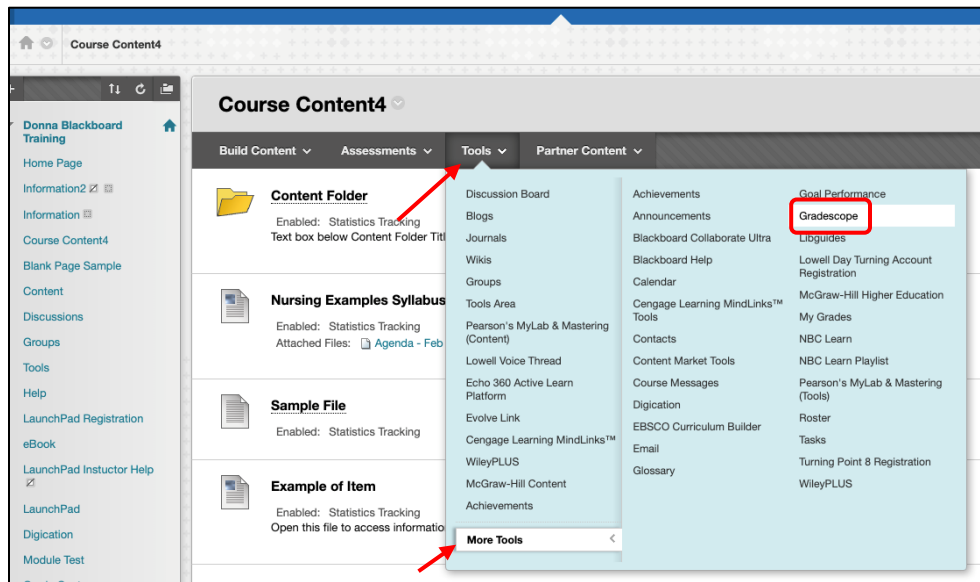 Course Content4
Donna Blackboard
Training
Home Page
Information2
Information
Course Content4
Blank Page Sample
Content
Discussions
Groups
Tools
Help
LaunchPad Registration
eBook
LaunchPad Instuctor Help
LaunchPad
Digication
Module Test
Course Content4
Build Content
Assessments
Tools
Partner Content
Content Folder
Enabled: Statistics Tracking
Text box below Content Folder Titl
Nursing Examples Syllabus
Enabled: Statistics Tracking
Attached Files: Agenda - Feb
Sample File
Enabled: Statistics Tracking
Example of Item
Enabled: Statistics Tracking
Open this file to access informatio
Discussion Board
Blogs
Journals
Wikis
Groups
Tools Area
Pearson's MyLab & Mastering
(Content)
Lowell Voice Thread
Echo 360 Active Learn
Platform
Evolve Link
Cengage Learning MindLinks™
WileyPLUS
McGraw-Hill Content
Achievements
More Tools
Achievements
Announcements
Blackboard Collaborate Ultra
Blackboard Help
Calendar
Cengage Learning MindLinks™
Tools
Contacts
Content Market Tools
Course Messages
Digication
EBSCO Curriculum Builder
Email
Glossary
Goal Performance
Gradescope
Libguides
Lowell Day Turning Account
Registration
McGraw-Hill Higher Education
My Grades
NBC Learn
NBC Learn Playlist
Pearson's MyLab & Mastering
(Tools)
Roster
Tasks
Turning Point 8 Registration
WileyPLUS